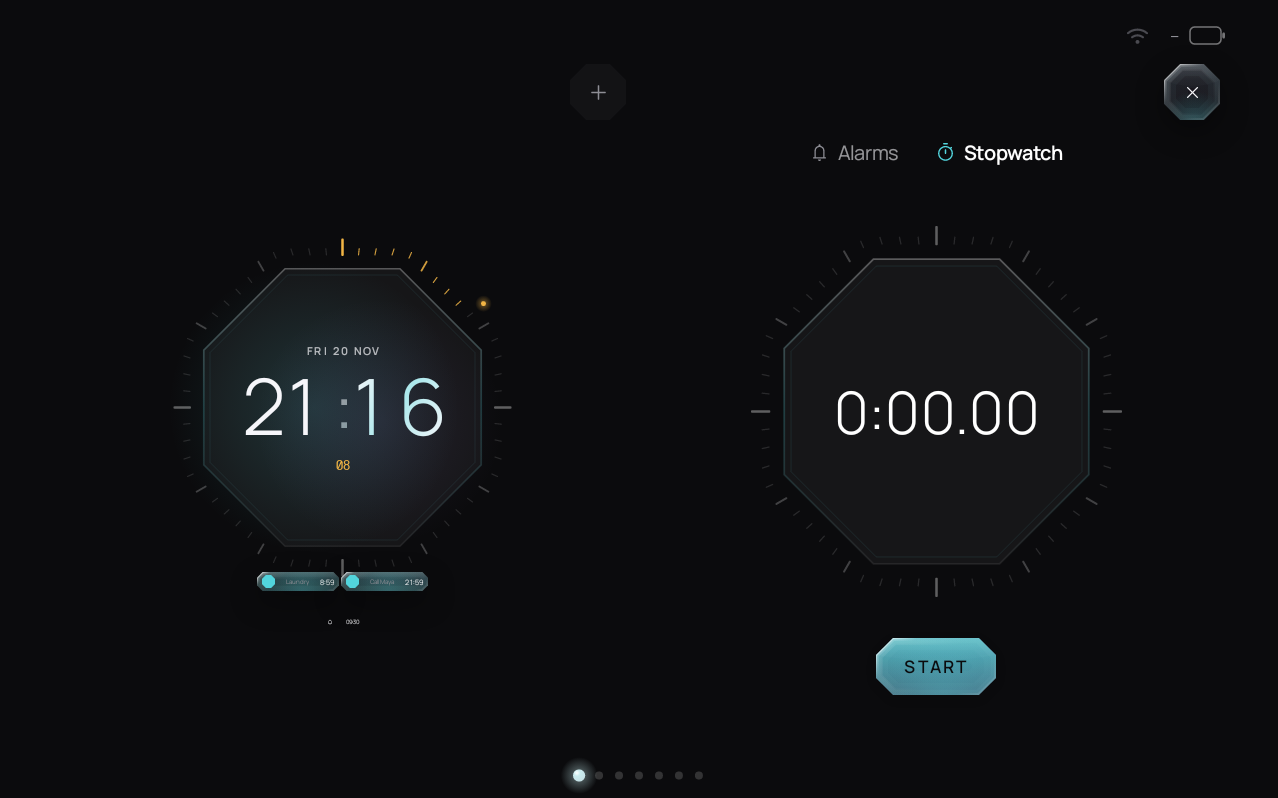 Alarms
Stopwatch
FRI 20 NOV
21:16
08
0:00.00
Laundry 8:59
Call Maya 21:59
0930
START